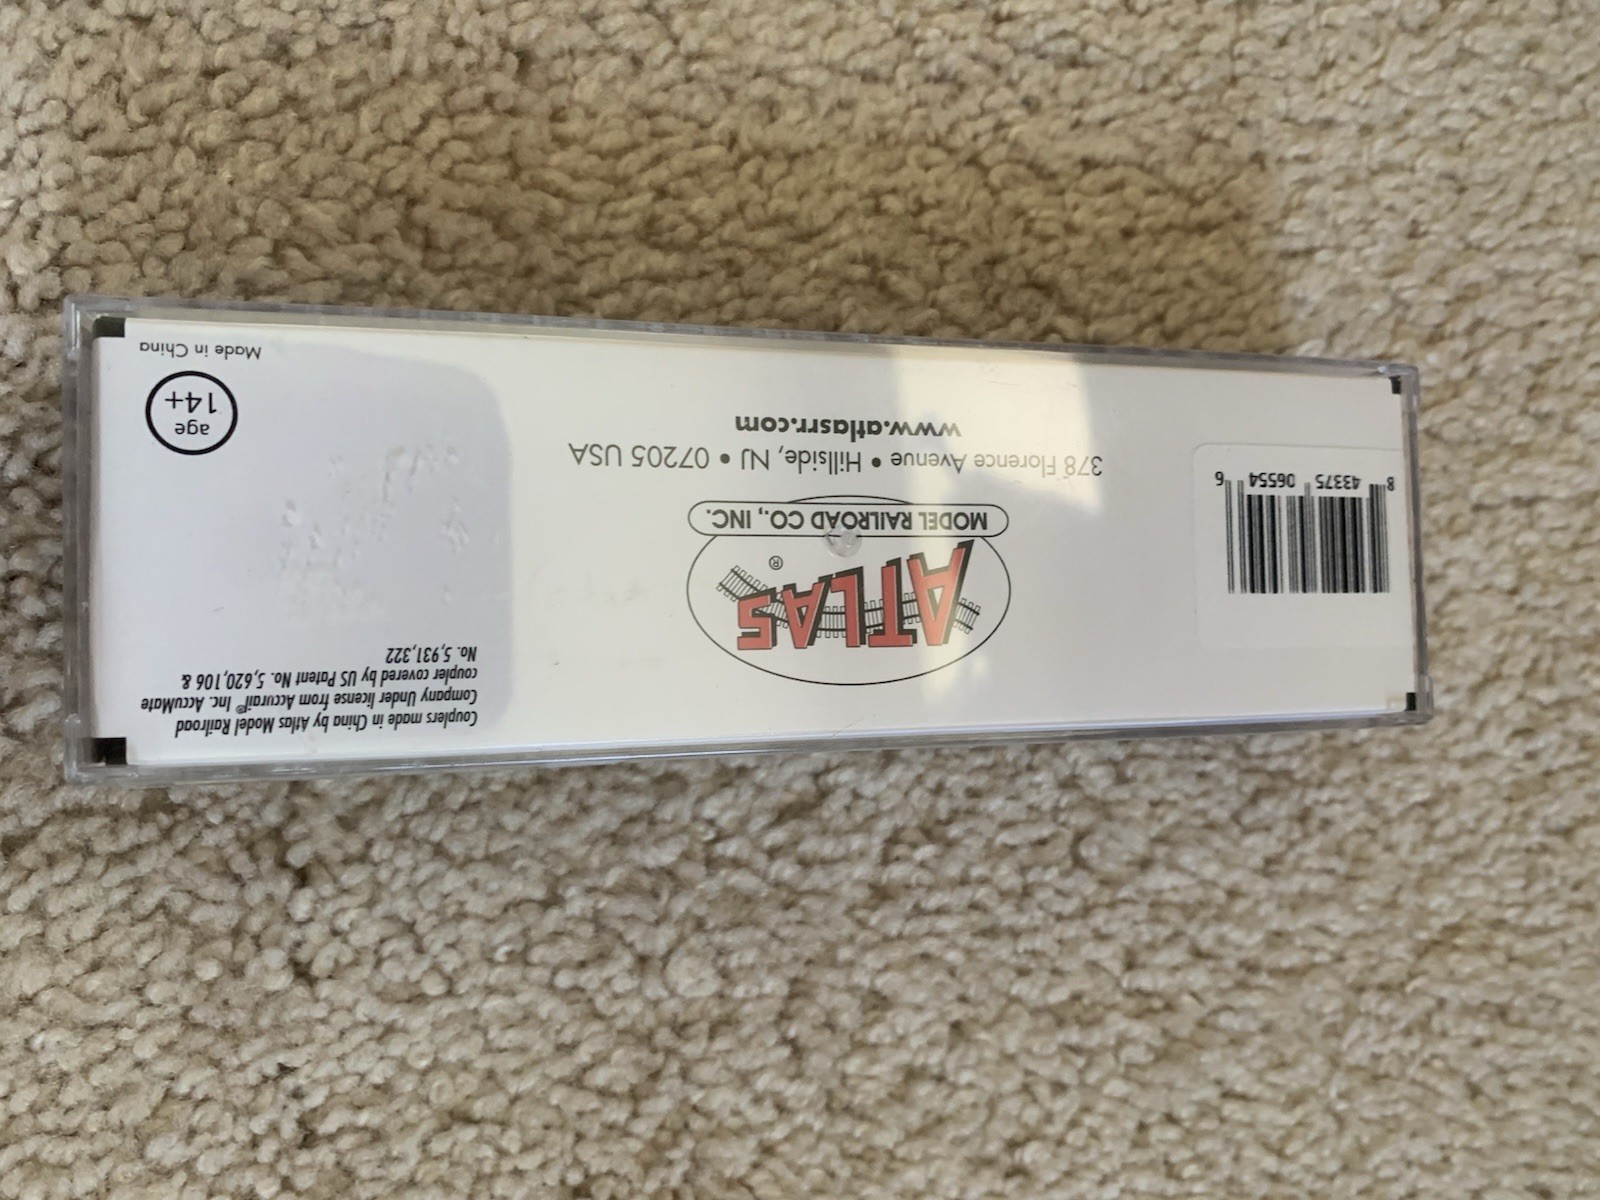 Couplers made in China by Atlas Model Railroad
Company Under license from Accurail® Inc. AccuMate
coupler covered by US Patent No. 5,620,106 &
No. 5,931,322
8 43375 06554 6
ATLAS®
MODEL RAILROAD CO., INC.
378 Florence Avenue • Hillside, NJ • 07205 USA
www.atlasrr.com
age
14+
Made in China